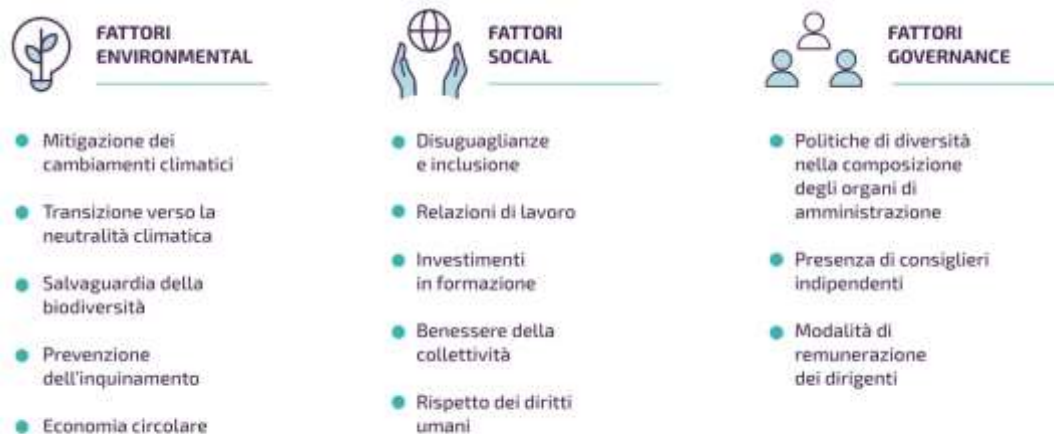 FATTORI
ENVIRONMENTAL
Mitigazione dei
cambiamenti climatici
Transizione verso la
neutralità climatica
Salvaguardia della
biodiversità
Prevenzione
dell'inquinamento
Economia circolare
FATTORI
SOCIAL
Disuguaglianze
e inclusione
Relazioni di lavoro
Investimenti
in formazione
Benessere della
collettività
Rispetto dei diritti
umani
FATTORI
GOVERNANCE
Politiche di diversità
nella composizione
degli organi di
amministrazione
Presenza di consiglieri
indipendenti
Modalità di
remunerazione
dei dirigenti